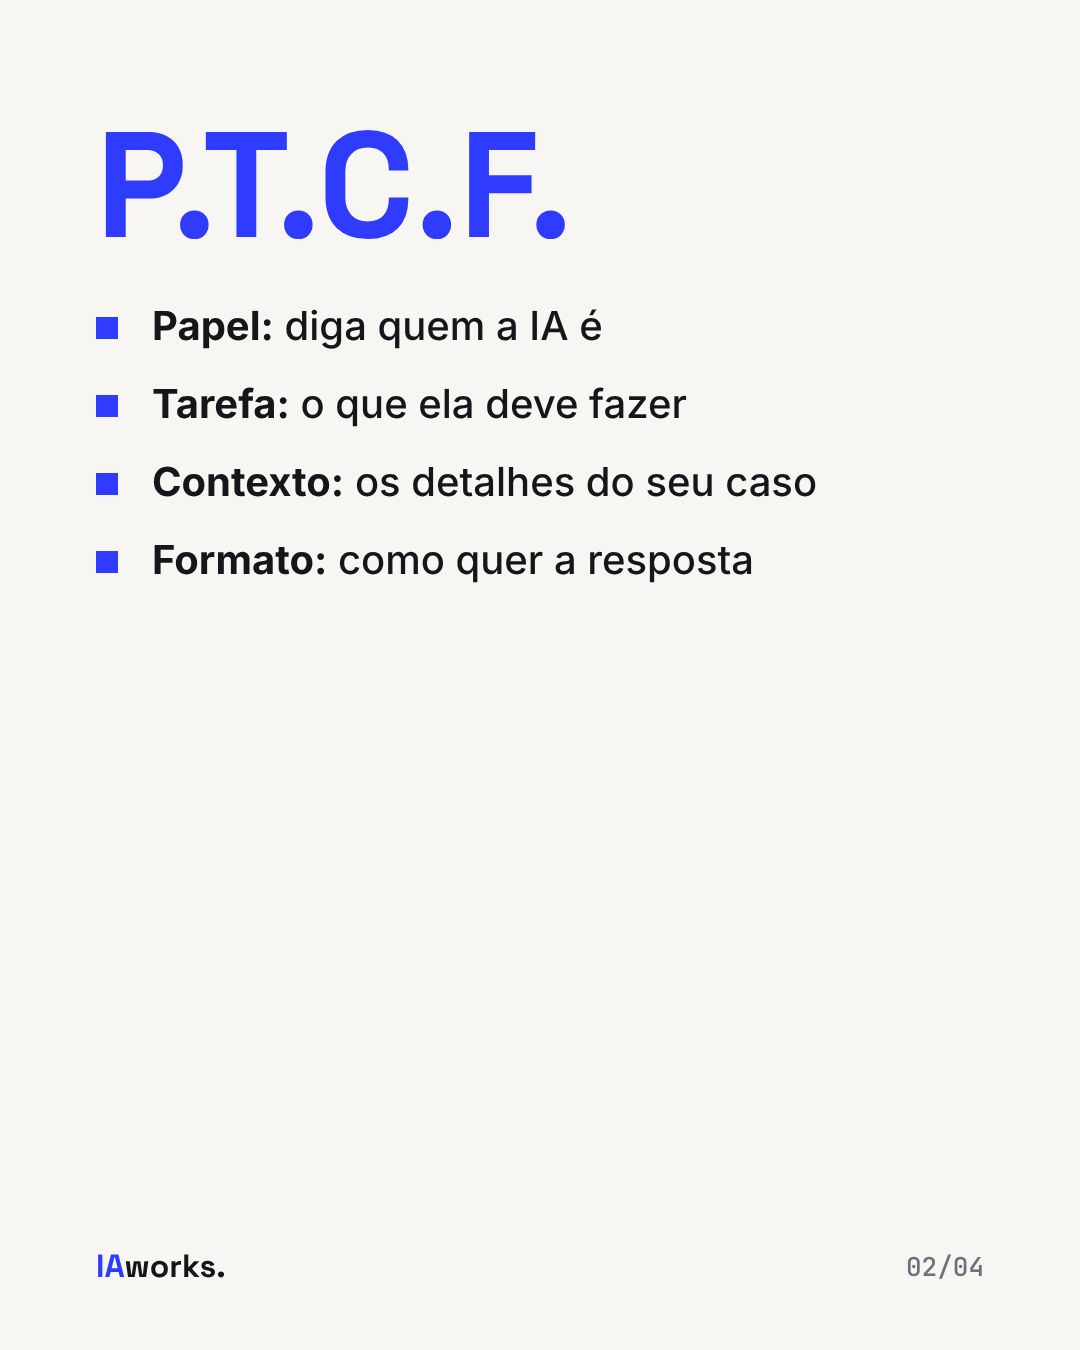 P.T.C.F.
Papel: diga quem a IA é
Tarefa: o que ela deve fazer
Contexto: os detalhes do seu caso
Formato: como quer a resposta
IAworks.
02/04